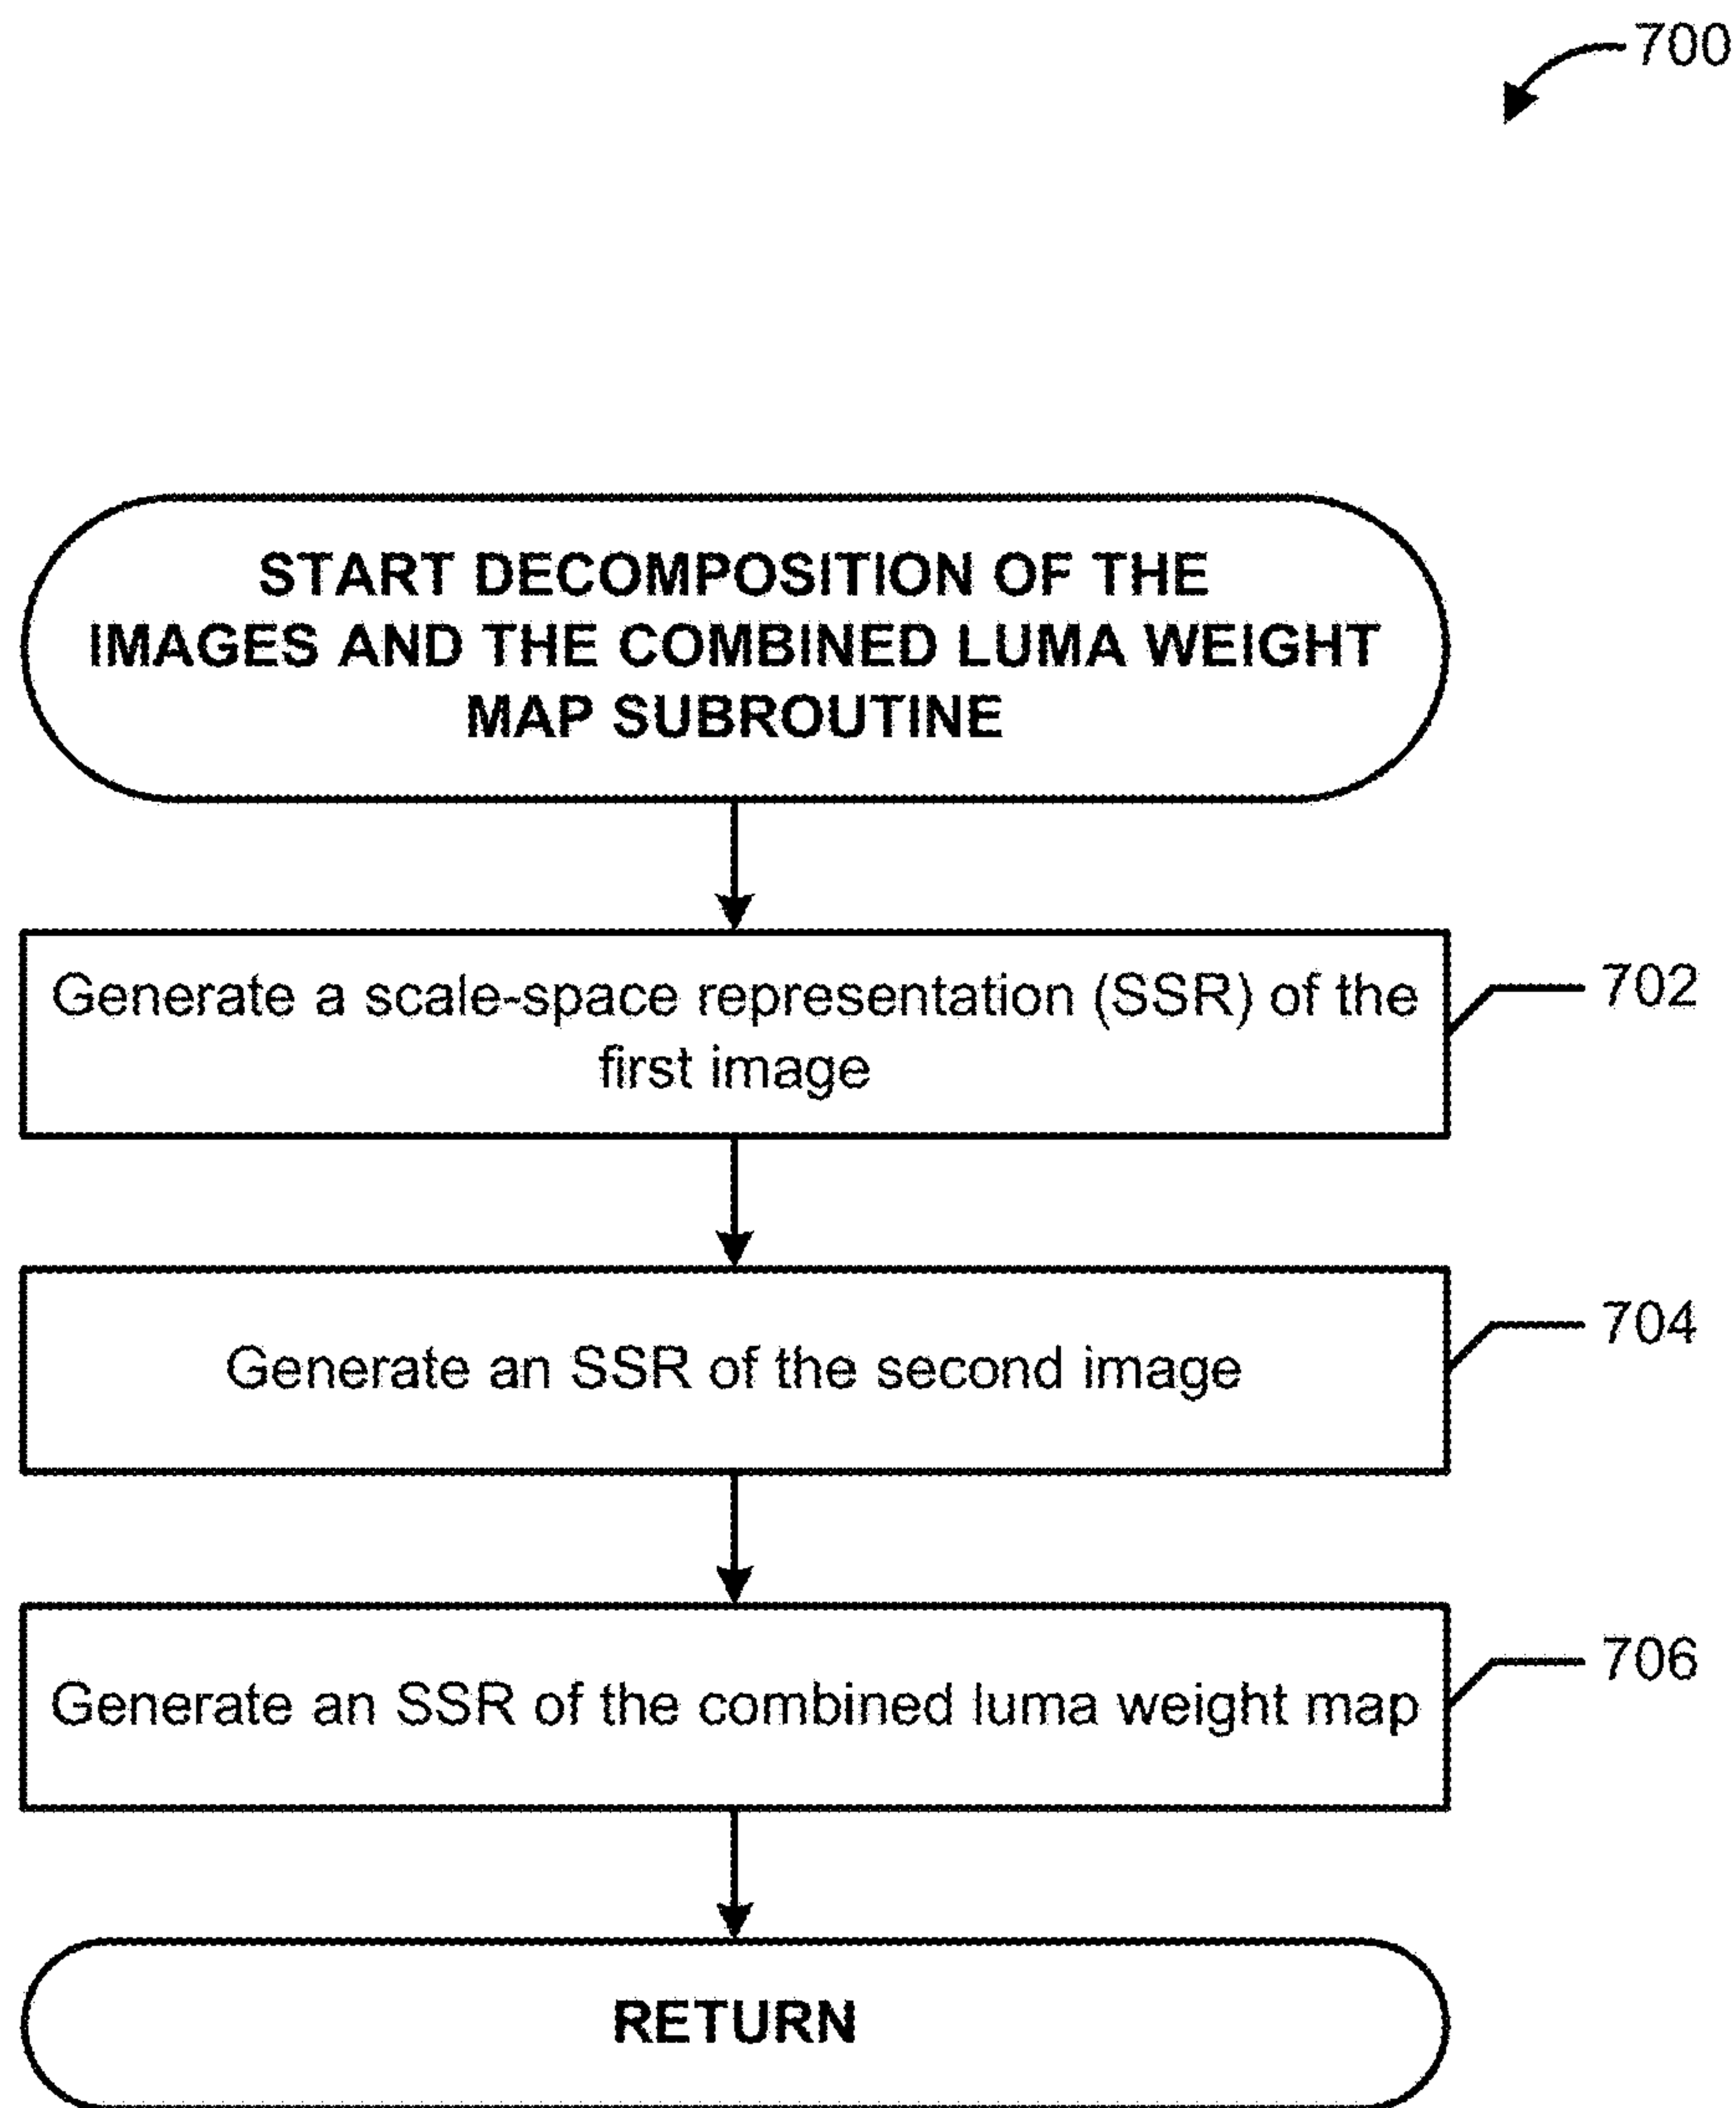 700
START DECOMPOSITION OF THE
IMAGES AND THE COMBINED LUMA WEIGHT
MAP SUBROUTINE
Generate a scale-space representation (SSR) of the
first image
702
Generate an SSR of the second image
704
Generate an SSR of the combined luma weight map
706
RETURN